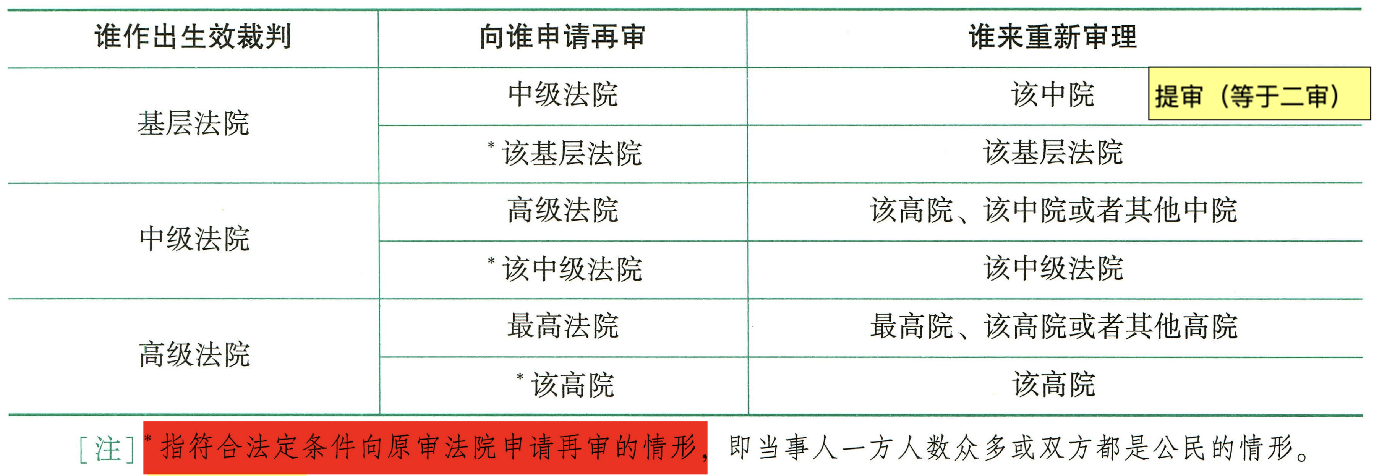 谁作出生效裁判 向谁申请再审 谁来重新审理
基层法院
中级法院 该中院 提审（等于二审）
*该基层法院 该基层法院
中级法院
高级法院 该高院、该中院或者其他中院
*该中级法院 该中级法院
高级法院
最高法院 最高院、该高院或者其他高院
*该高院 该高院
[注]*指符合法定条件向原审法院申请再审的情形，即当事人一方人数众多或双方都是公民的情形。